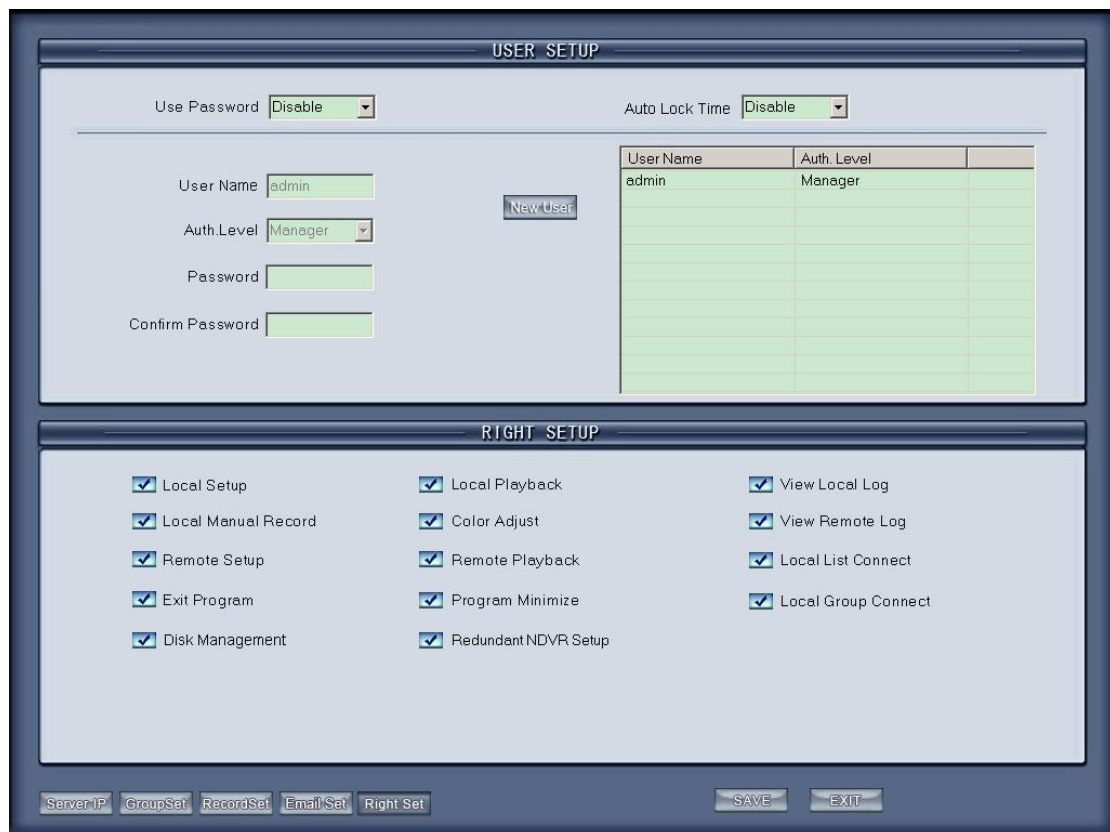 USER SETUP
Use Password Disable Auto Lock Time Disable
User Name Auth. Level
admin Manager
User Name admin
New User
Auth.Level Manager
Password
Confirm Password
RIGHT SETUP
Local Setup Local Playback View Local Log
Local Manual Record Color Adjust View Remote Log
Remote Setup Remote Playback Local List Connect
Exit Program Program Minimize Local Group Connect
Disk Management Redundant NDVR Setup
Server IP GroupSet RecordSet Email Set Right Set SAVE EXIT